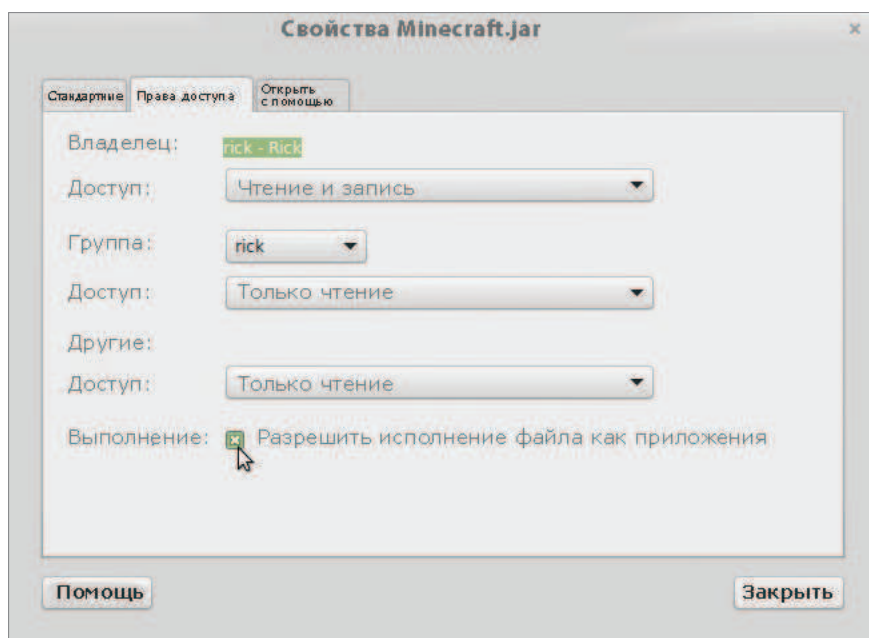 Свойства Minecraft.jar
Стандартные
Права доступа
Открыть
с помощью
Владелец: rick - Rick
Доступ: Чтение и запись
Группа: rick
Доступ: Только чтение
Другие:
Доступ: Только чтение
Выполнение: Разрешить исполнение файла как приложения
Помощь
Закрыть